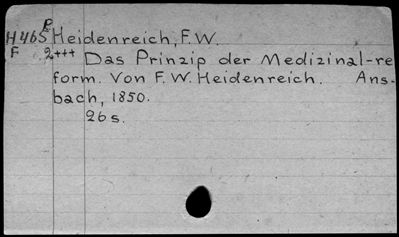 P
H465 Heidenreich, F.W.
F 2+++ Das Prinzip der Medizinal-re
form. Von F.W. Heidenreich. Ans-
bach, 1850.
26 s.